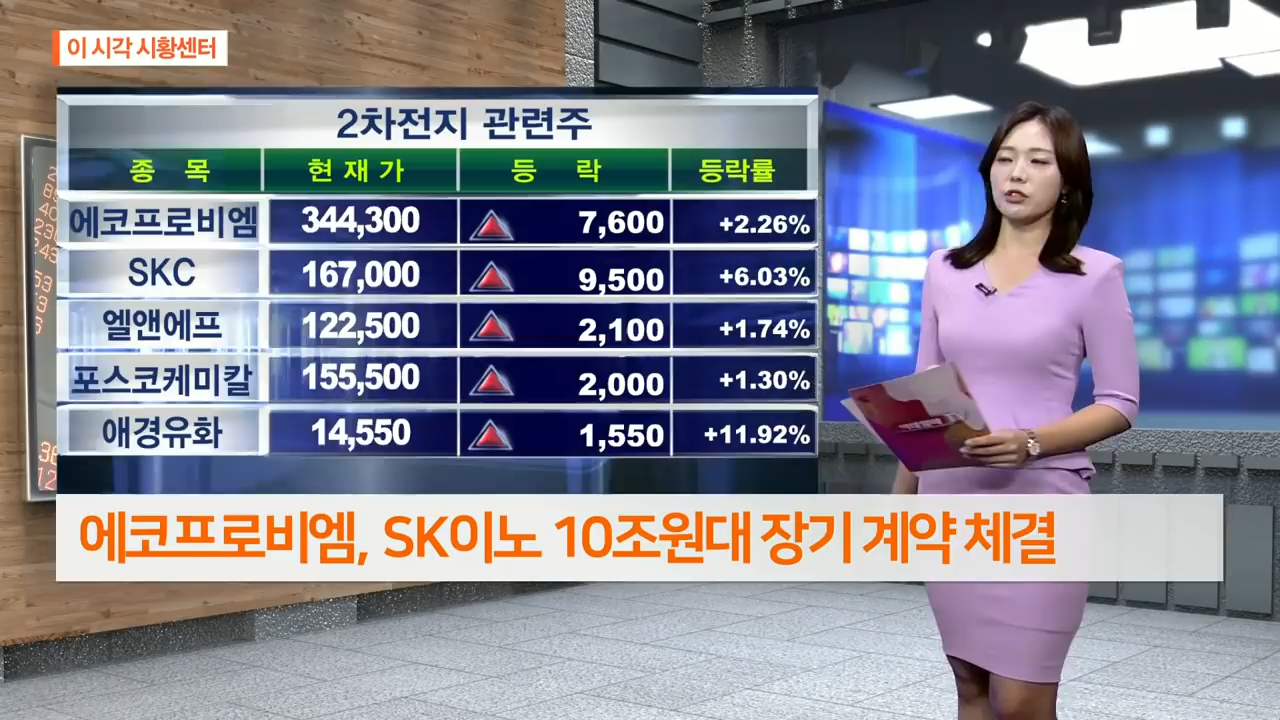 이 시각 시황센터
2차전지 관련주
종 목 현 재 가 등 락 등락률
에코프로비엠 344,300 7,600 +2.26%
SKC 167,000 9,500 +6.03%
엘앤에프 122,500 2,100 +1.74%
포스코케미칼 155,500 2,000 +1.30%
애경유화 14,550 1,550 +11.92%
에코프로비엠, SK이노 10조원대 장기 계약 체결